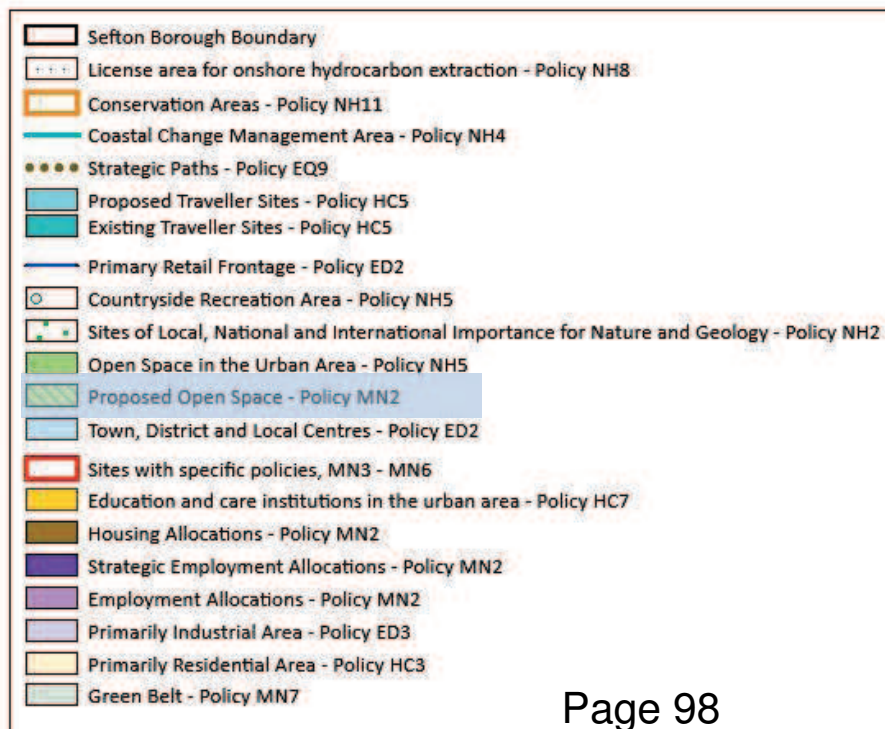 Sefton Borough Boundary
License area for onshore hydrocarbon extraction - Policy NH8
Conservation Areas - Policy NH11
Coastal Change Management Area - Policy NH4
Strategic Paths - Policy EQ9
Proposed Traveller Sites - Policy HC5
Existing Traveller Sites - Policy HC5
Primary Retail Frontage - Policy ED2
Countryside Recreation Area - Policy NH5
Sites of Local, National and International Importance for Nature and Geology - Policy NH2
Open Space in the Urban Area - Policy NH5
Proposed Open Space - Policy MN2
Town, District and Local Centres - Policy ED2
Sites with specific policies, MN3 - MN6
Education and care institutions in the urban area - Policy HC7
Housing Allocations - Policy MN2
Strategic Employment Allocations - Policy MN2
Employment Allocations - Policy MN2
Primarily Industrial Area - Policy ED3
Primarily Residential Area - Policy HC3
Green Belt - Policy MN7
Page 98